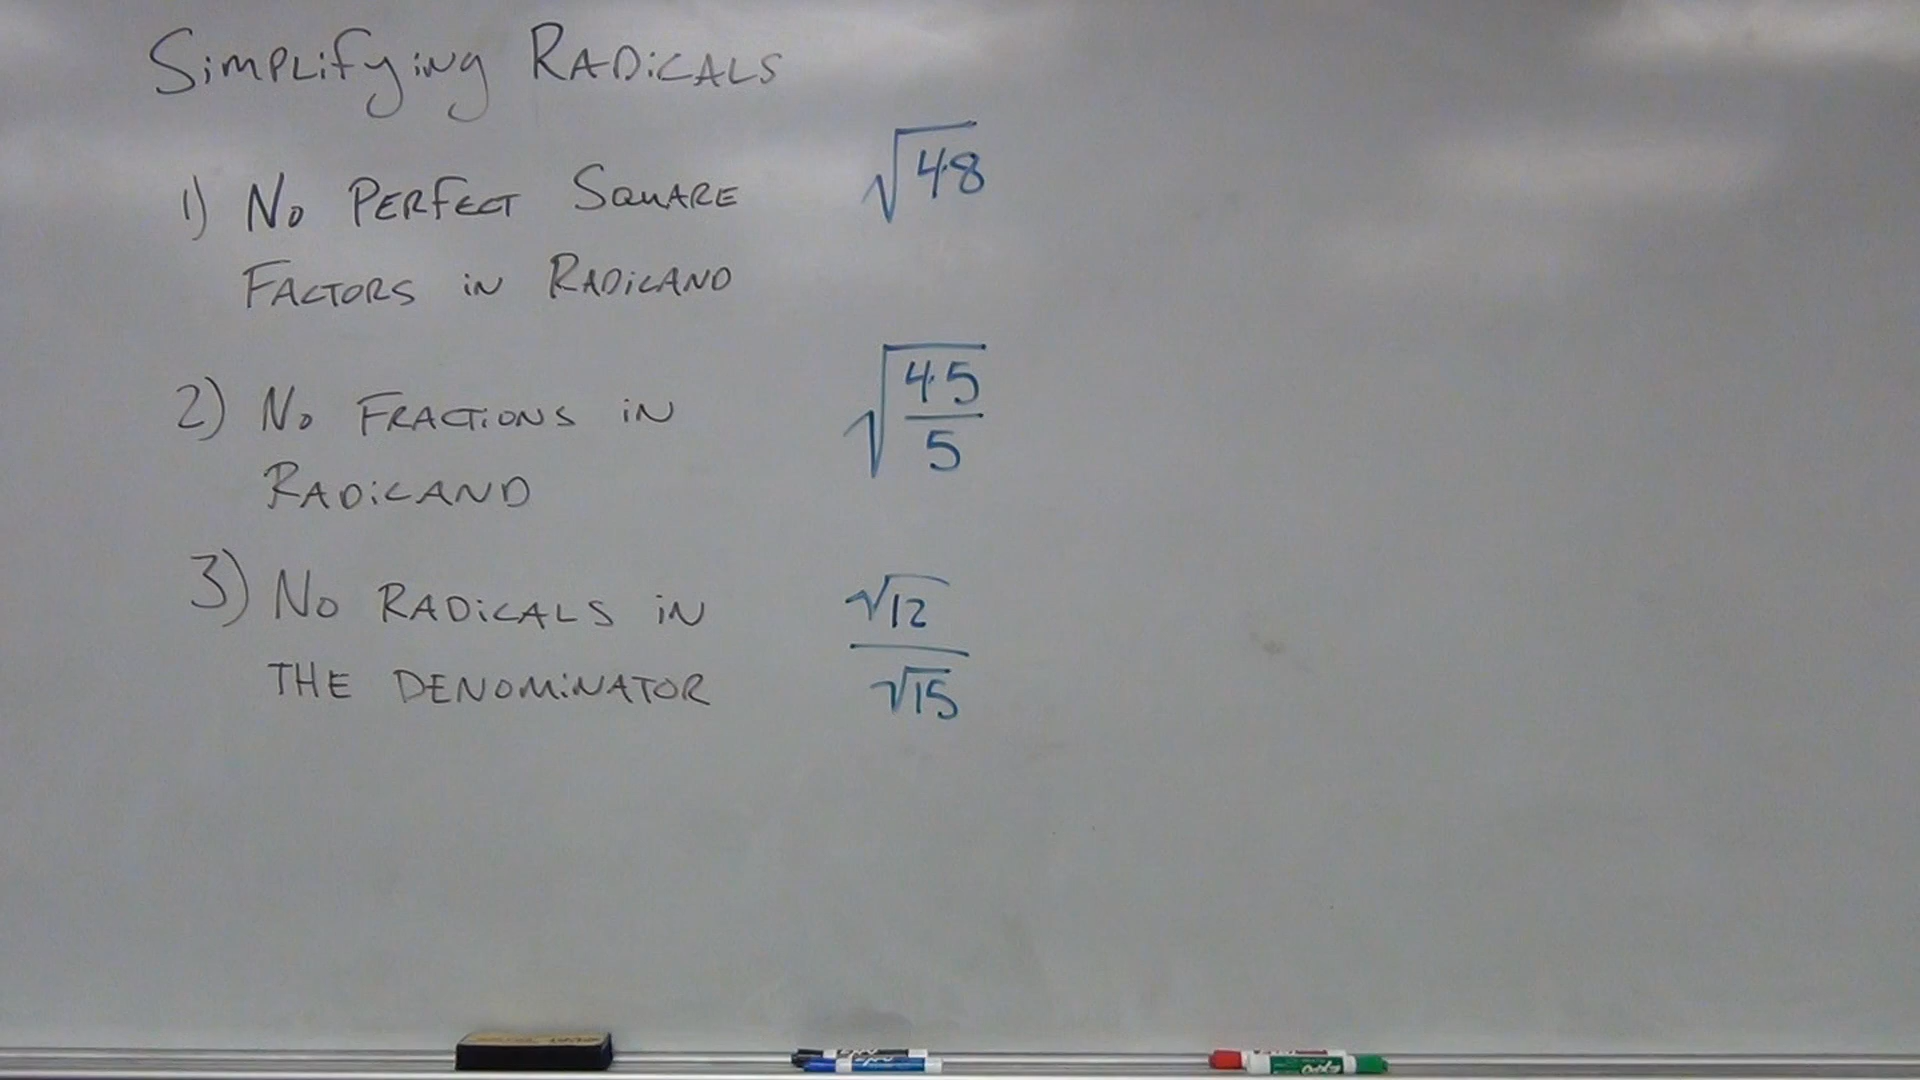 Simplifying Radicals
1) No Perfect Square √48
Factors in Radicand
2) No Fractions in √(45/5)
Radicand
3) No Radicals in √12
The Denominator √15
Expo